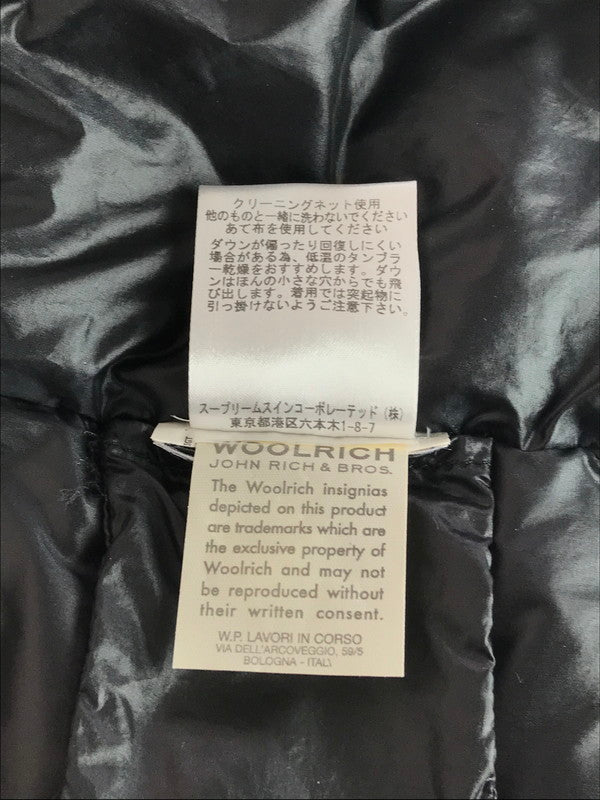 クリーニングネット使用
他のものと一緒に洗わないでください
あて布を使用してください
ダウンが偏ったり回復しにくい
場合がある為、低温のタンブラ
ー乾燥をおすすめします。ダウ
ンはほんの小さな穴からでも飛
び出します。着用では突起物に
引っ掛けないようご注意下さい。
スープリームスインコーポレーテッド（株）
東京都港区六本木1-8-7
WOOLRICH
JOHN RICH & BROS.
The Woolrich insignias
depicted on this product
are trademarks which are
the exclusive property of
Woolrich and may not
be reproduced without
their written consent.
W.P. LAVORI IN CORSO
VIA DELL'ARCOVEGGIO, 59/5
BOLOGNA - ITALY